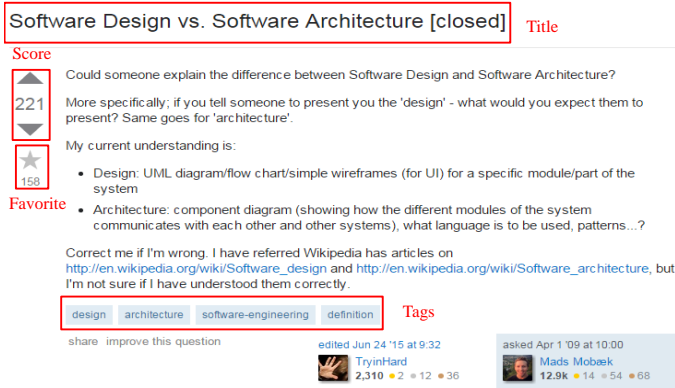 Software Design vs. Software Architecture [closed]
Title
Score
221
158
Favorite
Could someone explain the difference between Software Design and Software Architecture?
More specifically; if you tell someone to present you the 'design' - what would you expect them to
present? Same goes for 'architecture'.
My current understanding is:
• Design: UML diagram/flow chart/simple wireframes (for UI) for a specific module/part of the
system
• Architecture: component diagram (showing how the different modules of the system
communicates with each other and other systems), what language is to be used, patterns...?
Correct me if I'm wrong. I have referred Wikipedia has articles on
http://en.wikipedia.org/wiki/Software_design and http://en.wikipedia.org/wiki/Software_architecture, but
I'm not sure if I have understood them correctly.
design architecture software-engineering definition
Tags
share improve this question
edited Jun 24 '15 at 9:32
TryinHard
2,310 ●2 ●12 ●36
asked Apr 1 '09 at 10:00
Mads Mobæk
12.9k ●14 ●54 ●68